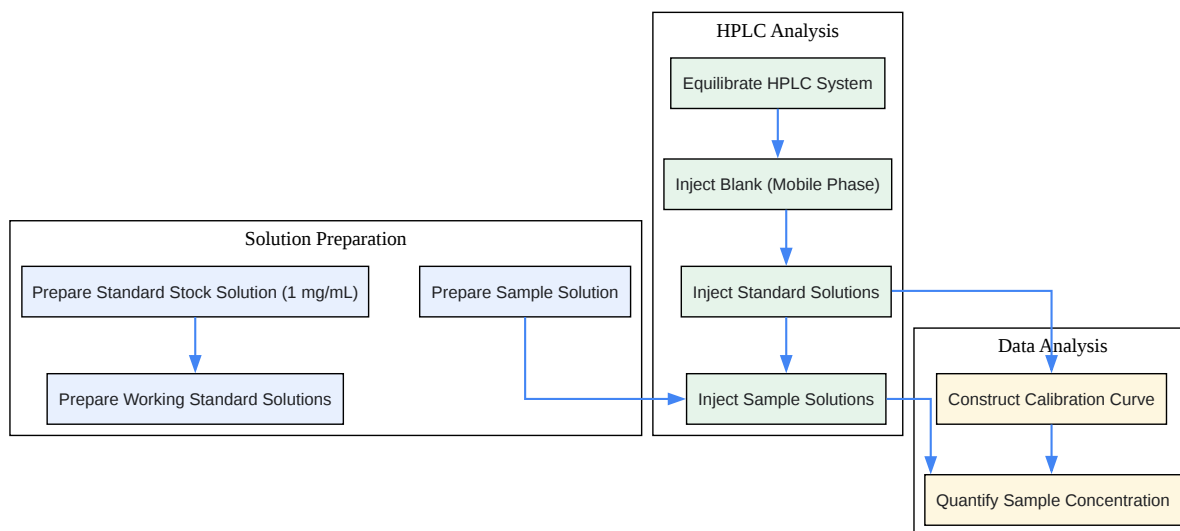 HPLC Analysis
Equilibrate HPLC System
Inject Blank (Mobile Phase)
Solution Preparation
Prepare Standard Stock Solution (1 mg/mL)
Prepare Sample Solution
Inject Standard Solutions
Data Analysis
Prepare Working Standard Solutions
Inject Sample Solutions
Construct Calibration Curve
Quantify Sample Concentration